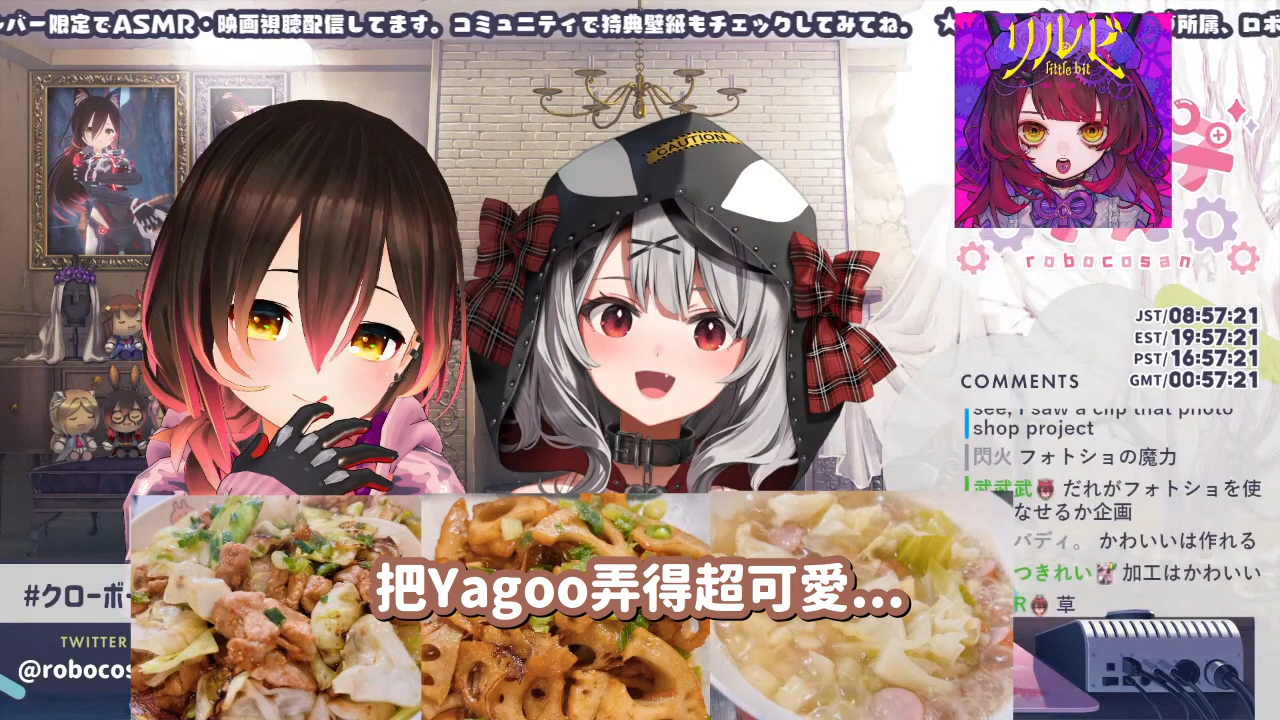 バー限定でASMR・映画視聴配信してます。コミュニティで特典壁紙もチェックしてみてね。 ★
所属、ロボ
リルビ
little bit
CAUTION
robocosan
JST/08:57:21
EST/19:57:21
PST/16:57:21
GMT/00:57:21
COMMENTS
see, I saw a clip that photo
shop project
閃火 フォトショの魔力
武武武 だれがフォトショを使
なせるか企画
バディ。 かわいいは作れる
つきれい 加工はかわいい
R 草
把Yagoo弄得超可愛...
#クローボー
TWITTER
@roboco